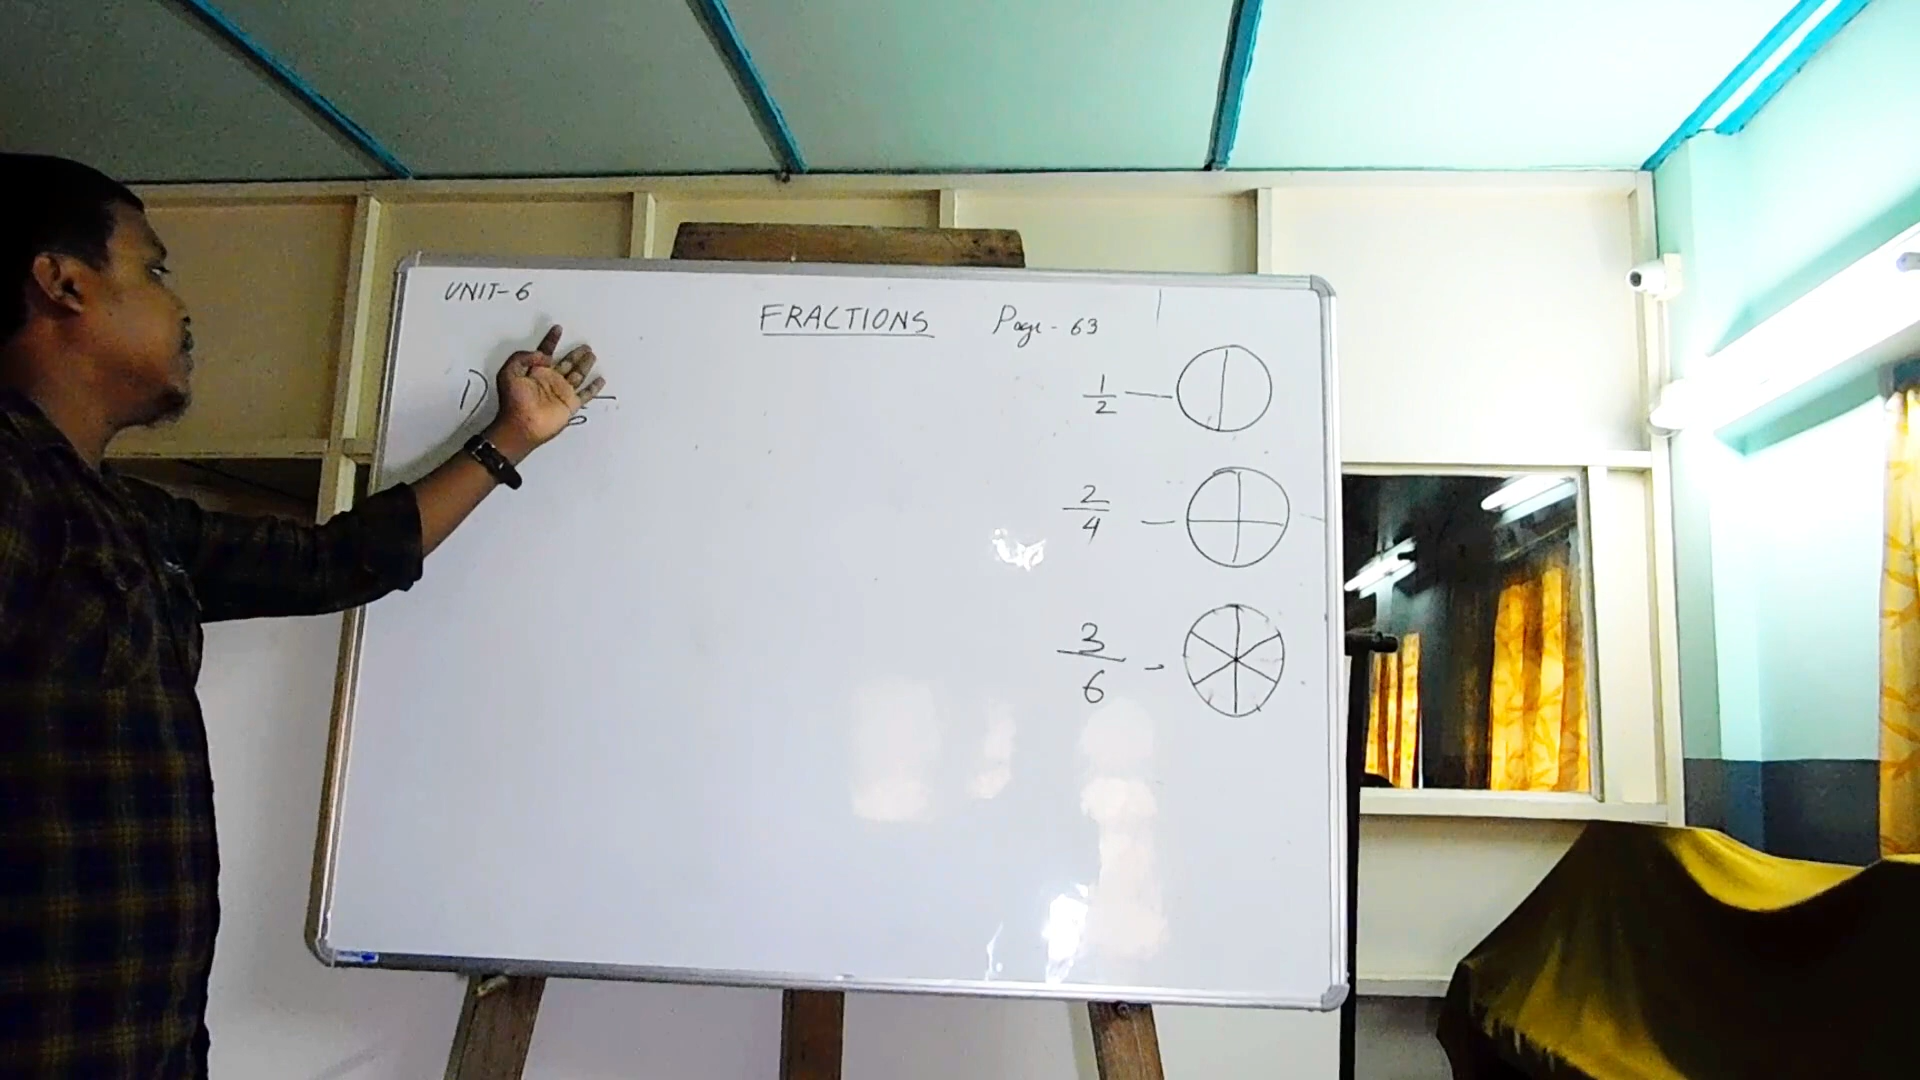 UNIT-6
FRACTIONS Page-63
1)
1/2 —
2/4 —
3/6 -